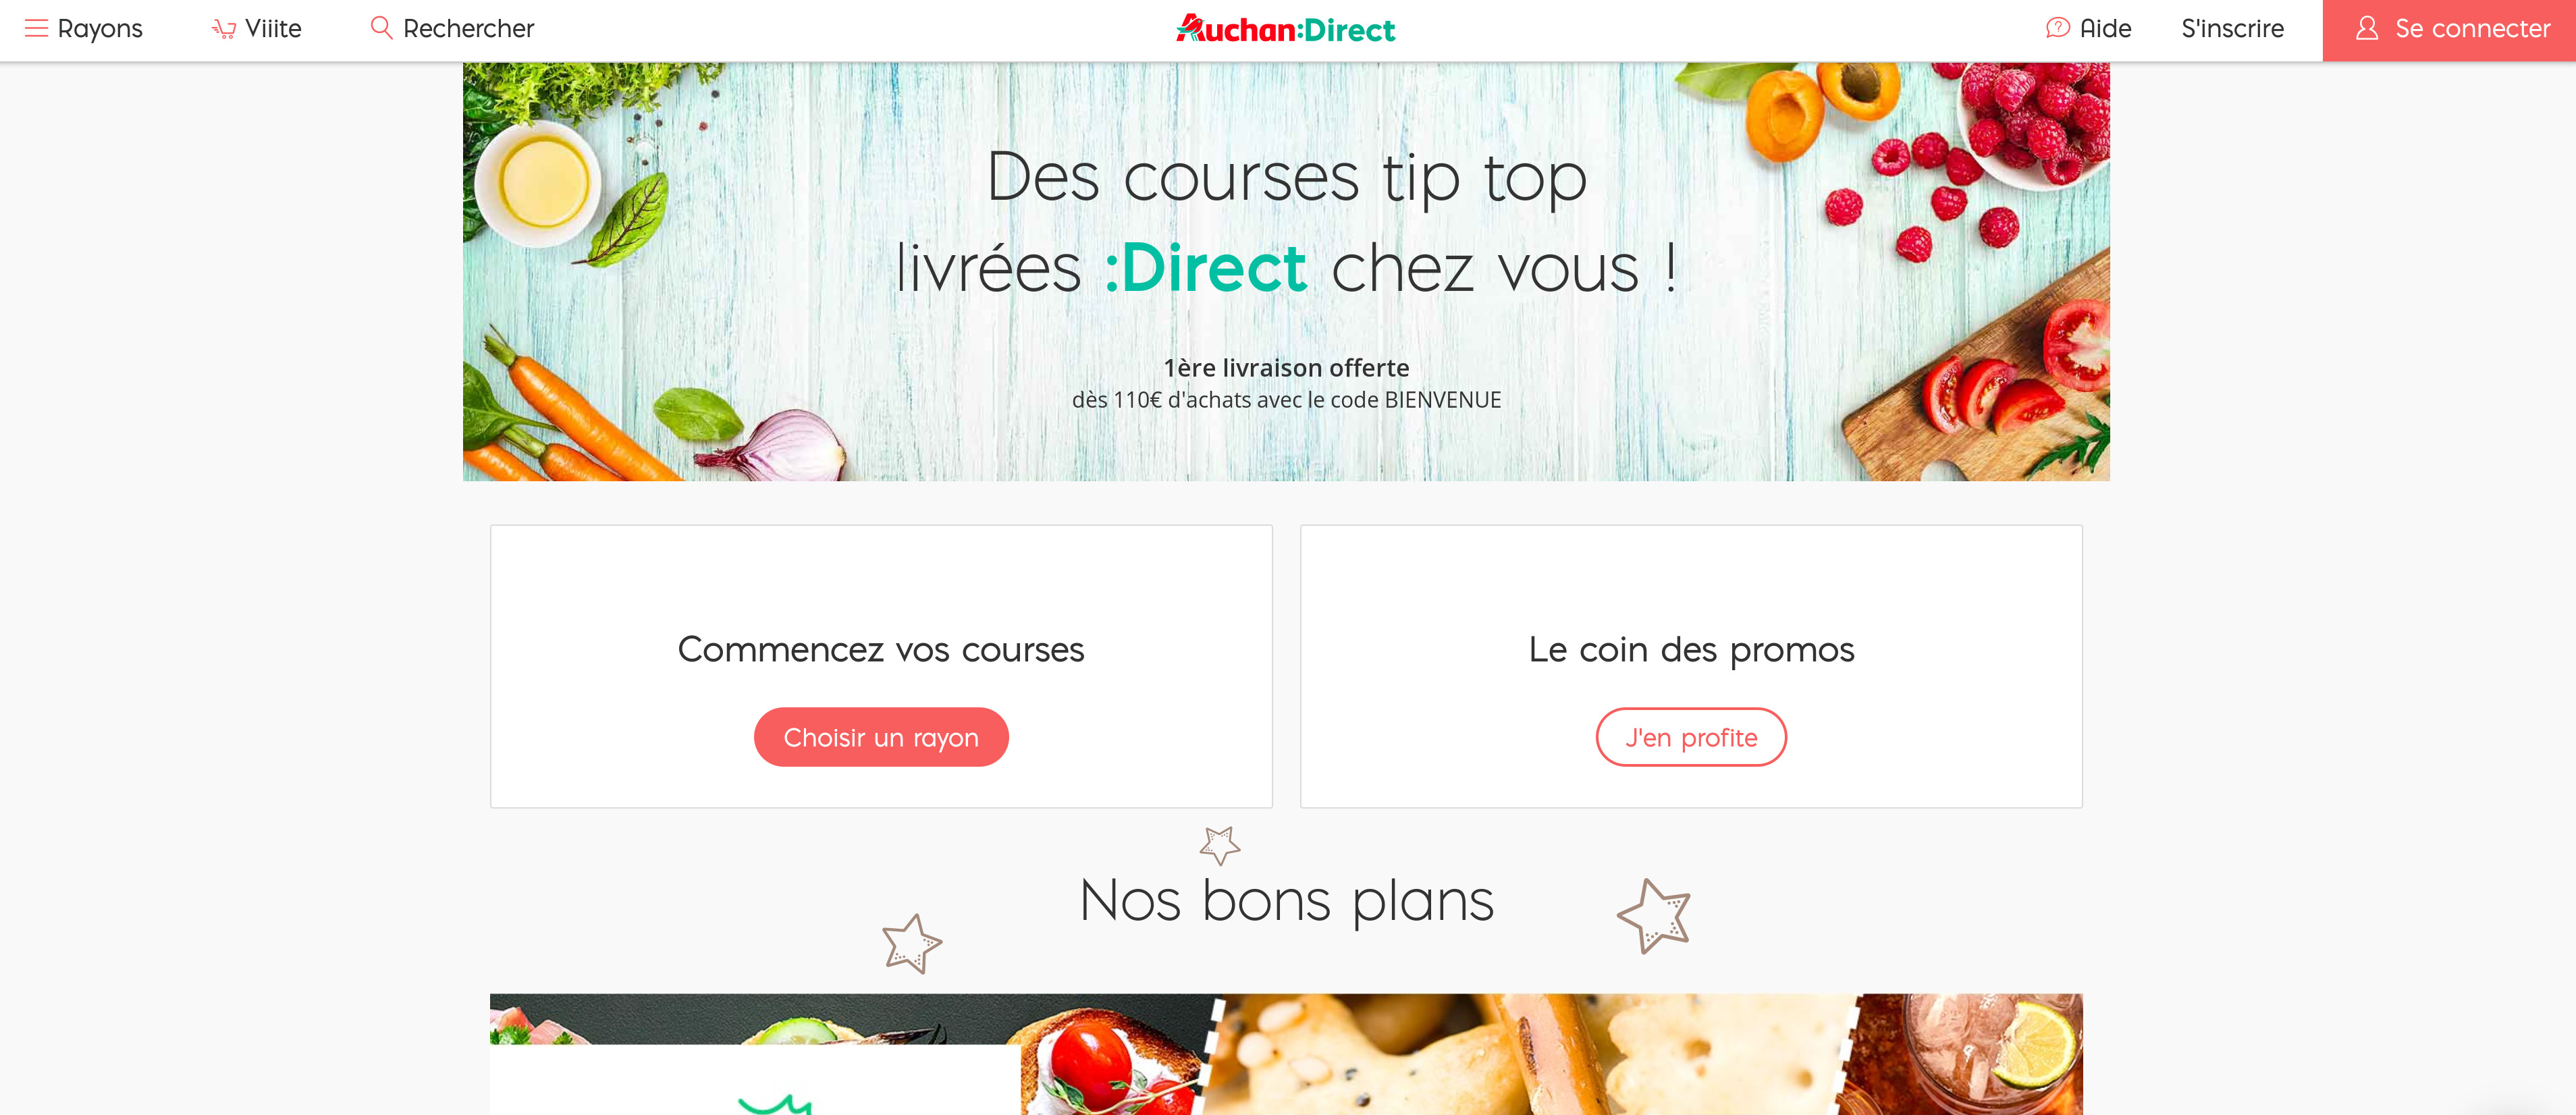 Rayons
Viiite
Rechercher
Auchan:Direct
Aide
S'inscrire
Se connecter
Des courses tip top
livrées :Direct chez vous !
1ère livraison offerte
dès 110€ d'achats avec le code BIENVENUE
Commencez vos courses
Le coin des promos
Choisir un rayon
J'en profite
Nos bons plans